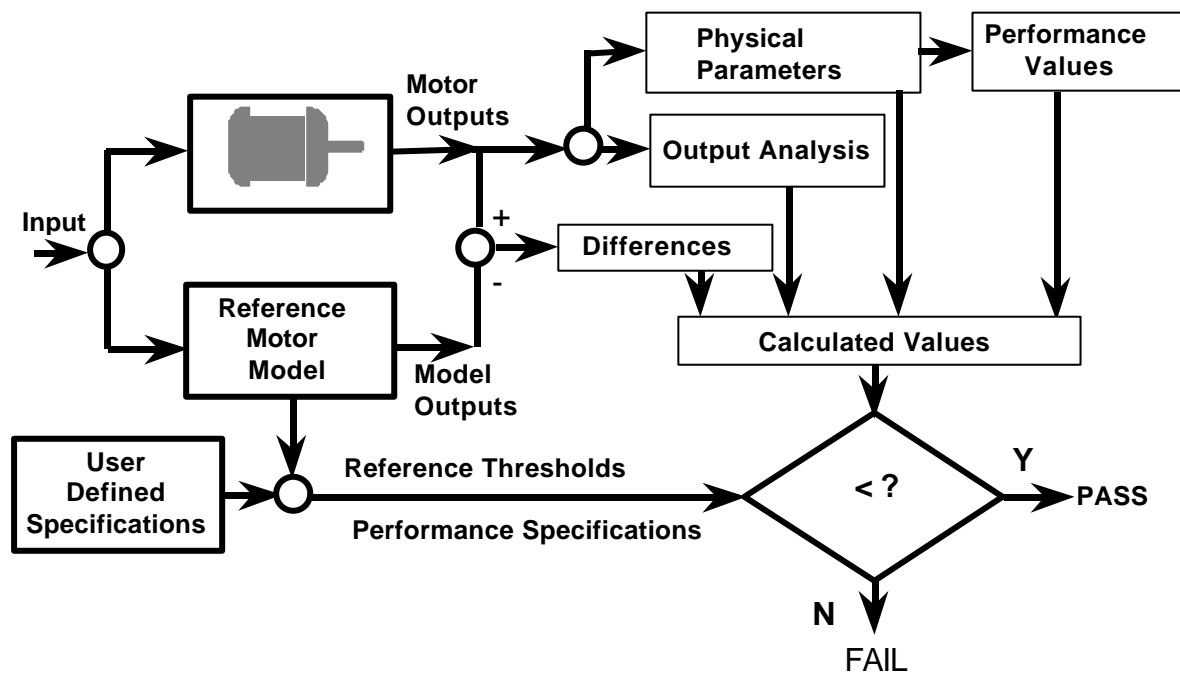 Physical
Parameters
Performance
Values
Motor
Outputs
Output Analysis
Input
+
Differences
-
Reference
Motor
Model
Calculated Values
Model
Outputs
User
Defined
Specifications
Reference Thresholds
Performance Specifications
< ?
Y
PASS
N
FAIL